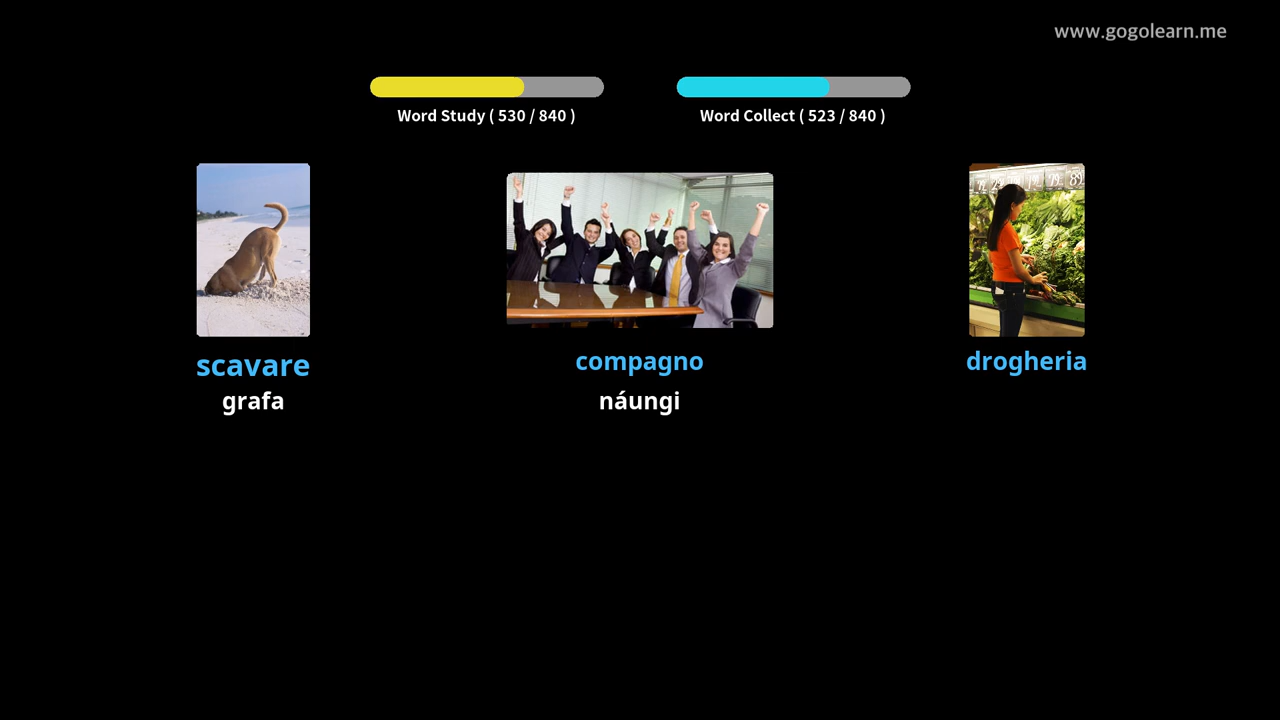 www.gogolearn.me
Word Study ( 530 / 840 )
Word Collect ( 523 / 840 )
scavare
compagno
drogheria
grafa
náungi